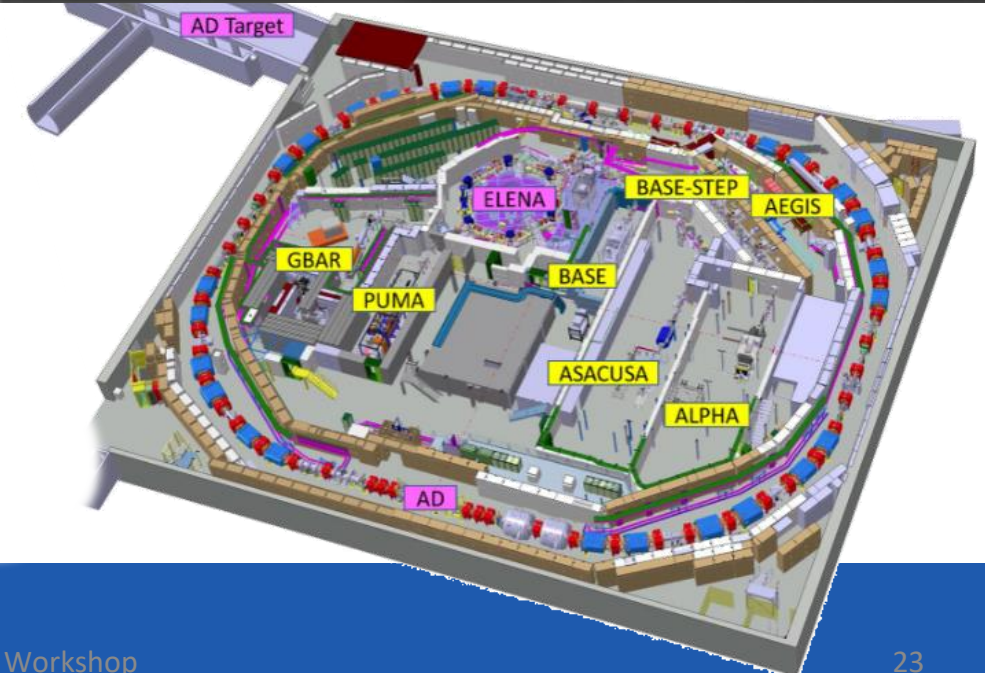 AD Target
ELENA
BASE-STEP
AEGIS
GBAR
PUMA
BASE
ASACUSA
ALPHA
AD
Workshop
23